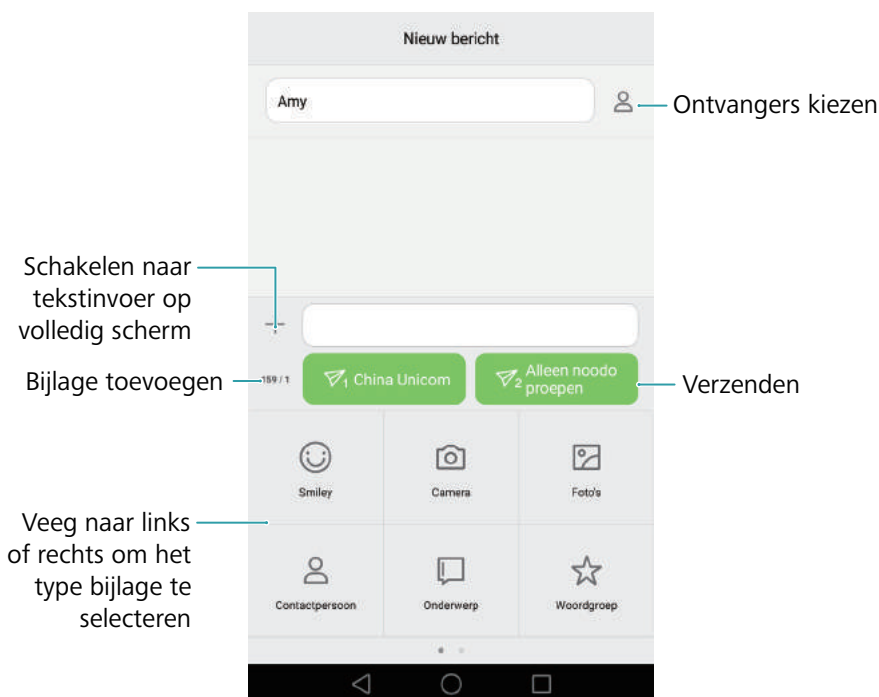 Nieuw bericht
Amy
Ontvangers kiezen
Schakelen naar
tekstinvoer op
volledig scherm
Bijlage toevoegen
159 / 1
1 China Unicom
2 Alleen noodo
proepen
Verzenden
Smiley
Camera
Foto's
Veeg naar links
of rechts om het
type bijlage te
selecteren
Contactpersoon
Onderwerp
Woordgroep